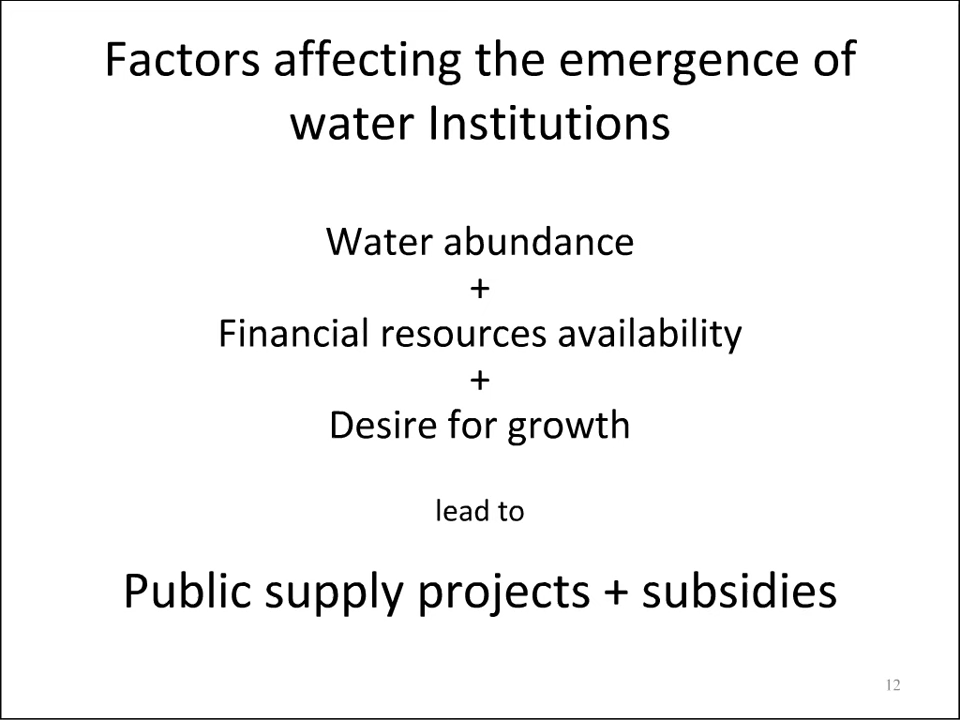 Factors affecting the emergence of
water Institutions
Water abundance
+
Financial resources availability
+
Desire for growth
lead to
Public supply projects + subsidies
12